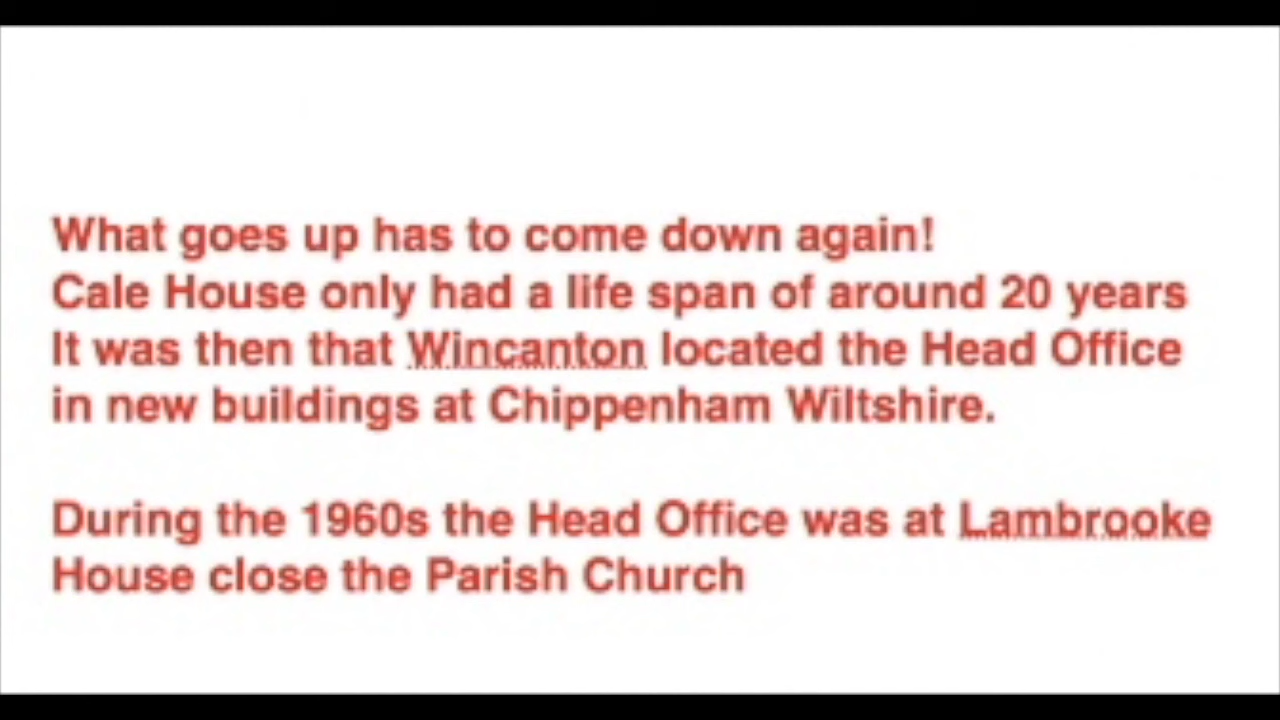 What goes up has to come down again!
Cale House only had a life span of around 20 years
It was then that Wincanton located the Head Office
in new buildings at Chippenham Wiltshire.
During the 1960s the Head Office was at Lambrooke
House close the Parish Church